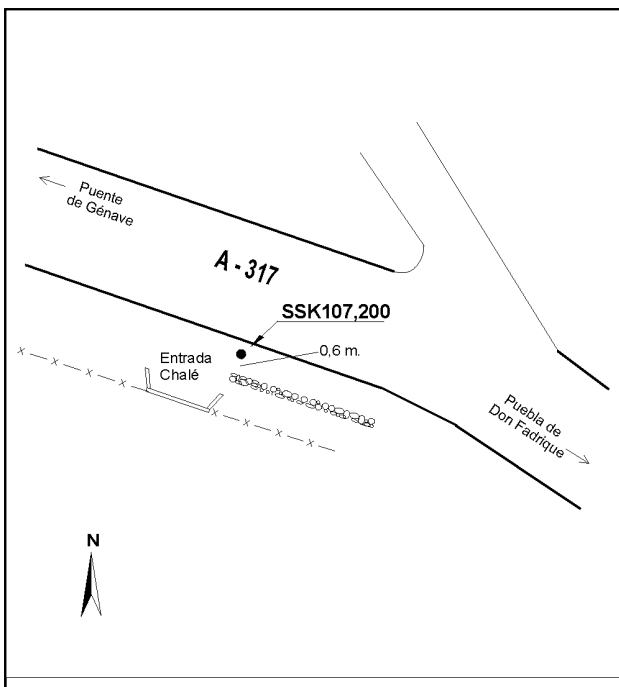 Puente
de Génave
A - 317
SSK107,200
0,6 m.
Entrada
Chalé
Puebla de
Don Fadrique
N